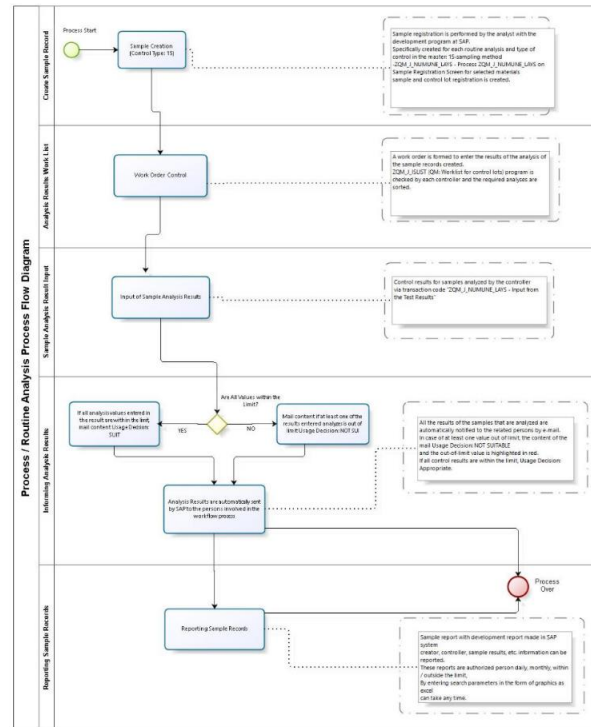 Process / Routine Analysis Process Flow Diagram
Create Sample Record
Process Start
Sample Creation
(Control Type: 15)
Sample registration is performed by the analyst with the
development program at SAP.
Specifically created for each routine analysis and type of
control in the master: 15-sampling method
-ZQM_J_NUMUNE_LAYS - Process ZQM_J_NUMUNE_LAYS on
Sample Registration Screen for selected materials
sample and control lot registration is created.
Analysis Results Work List
Work Order Control
A work order is formed to enter the results of the analysis of
the sample records created.
ZQM_J_ISLIST (QM: Worklist for control lots) program is
checked by each controller and the required analyzes are
sorted.
Sample Analysis Result Input
Input of Sample Analysis Results
Control results for samples analyzed by the controller
via transaction code "ZQM_J_NUMUNE_LAYS - Input from
the Test Results"
Informing Analysis Results
Are All Values within the
Limit?
If all analysis values entered in
the result are within the limit,
mail content Usage Decision:
SUIT
YES
NO
Mail content if at least one of the
results entered analyzes is out of
limit Usage Decision: NOT SUI
All the results of the samples that are analyzed are
automatically notified to the related persons by e-mail.
In case of at least one value out of limit, the content of the
mail Usage Decision: NOT SUITABLE
and the out-of-limit value is highlighted in red.
If all control results are within the limit, Usage Decision:
Appropriate.
Analysis Results are automatically sent
by SAP to the persons involved in the
workflow process
Process
Over
Reporting Sample Records
Reporting Sample Records
Sample report with development report made in SAP
system
creator, controller, sample results, etc. information can be
reported.
These reports are authorized person daily, monthly, within
/ outside the limit,
By entering search parameters in the form of graphics as
excel
can take any time.